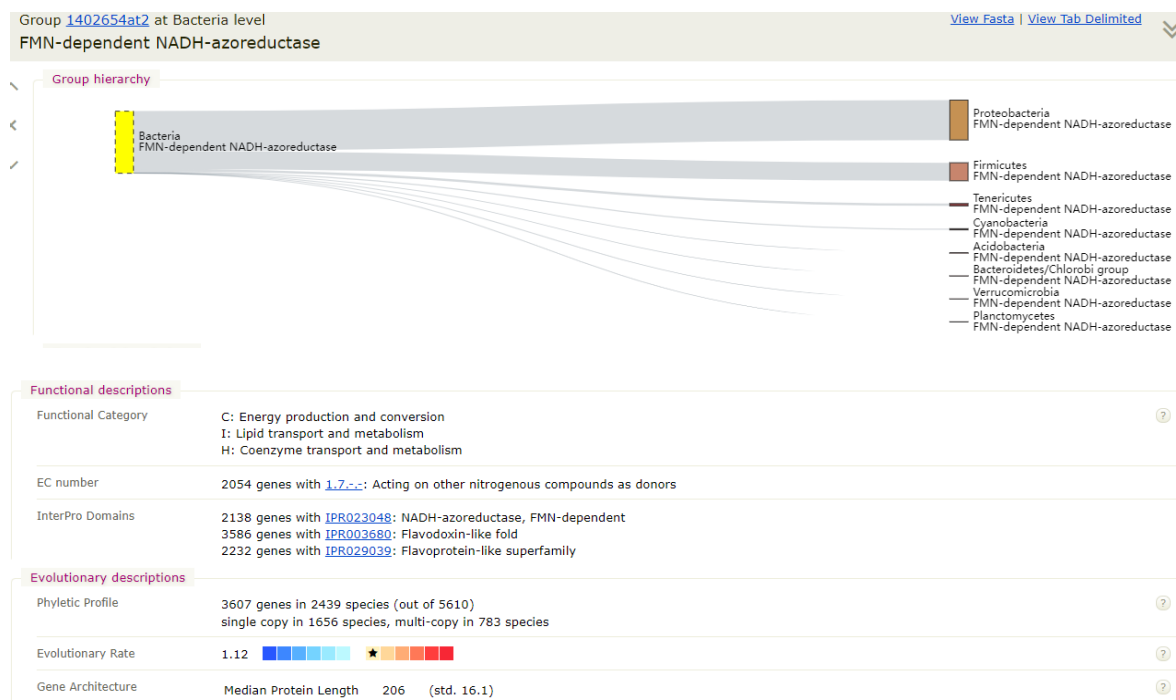 Group 1402654at2 at Bacteria level
View Fasta | View Tab Delimited
FMN-dependent NADH-azoreductase
Group hierarchy
Bacteria
FMN-dependent NADH-azoreductase
Proteobacteria
FMN-dependent NADH-azoreductase
Firmicutes
FMN-dependent NADH-azoreductase
Tenericutes
FMN-dependent NADH-azoreductase
Cyanobacteria
FMN-dependent NADH-azoreductase
Acidobacteria
FMN-dependent NADH-azoreductase
Bacteroidetes/Chlorobi group
FMN-dependent NADH-azoreductase
Verrucomicrobia
FMN-dependent NADH-azoreductase
Planctomycetes
FMN-dependent NADH-azoreductase
Functional descriptions
Functional Category
C: Energy production and conversion
?
I: Lipid transport and metabolism
H: Coenzyme transport and metabolism
EC number
2054 genes with 1.7.-.-: Acting on other nitrogenous compounds as donors
InterPro Domains
2138 genes with IPR023048: NADH-azoreductase, FMN-dependent
3586 genes with IPR003680: Flavodoxin-like fold
2232 genes with IPR029039: Flavoprotein-like superfamily
Evolutionary descriptions
Phyletic Profile
3607 genes in 2439 species (out of 5610)
?
single copy in 1656 species, multi-copy in 783 species
Evolutionary Rate
1.12
?
Gene Architecture
Median Protein Length 206 (std. 16.1)
?